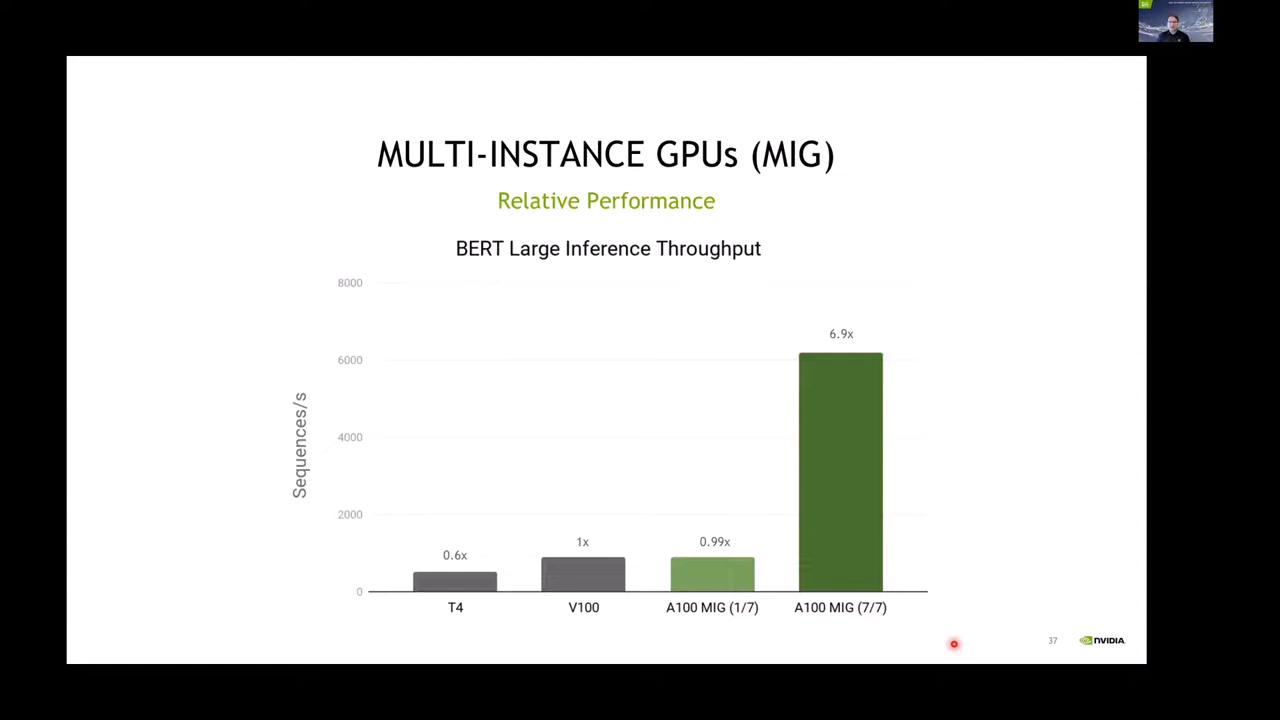 MULTI-INSTANCE GPUs (MIG)
Relative Performance
BERT Large Inference Throughput
Sequences/s
8000
6000
4000
2000
0
0.6x
1x
0.99x
6.9x
T4
V100
A100 MIG (1/7)
A100 MIG (7/7)
37
NVIDIA.